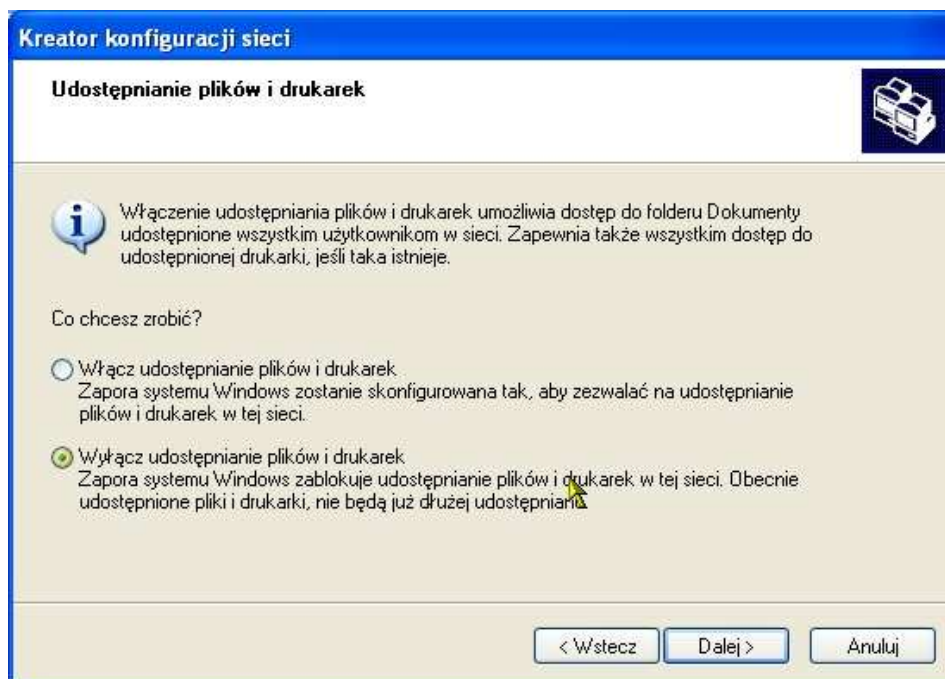 Kreator konfiguracji sieci
Udostępnianie plików i drukarek
Włączenie udostępniania plików i drukarek umożliwia dostęp do folderu Dokumenty
udostępnione wszystkim użytkownikom w sieci. Zapewnia także wszystkim dostęp do
udostępnionej drukarki, jeśli taka istnieje.
Co chcesz zrobić?
Włącz udostępnianie plików i drukarek
Zapora systemu Windows zostanie skonfigurowana tak, aby zezwalać na udostępnianie
plików i drukarek w tej sieci.
Wyłącz udostępnianie plików i drukarek
Zapora systemu Windows zablokuje udostępnianie plików i drukarek w tej sieci. Obecnie
udostępnione pliki i drukarki, nie będą już dłużej udostępniane.
< Wstecz
Dalej >
Anuluj